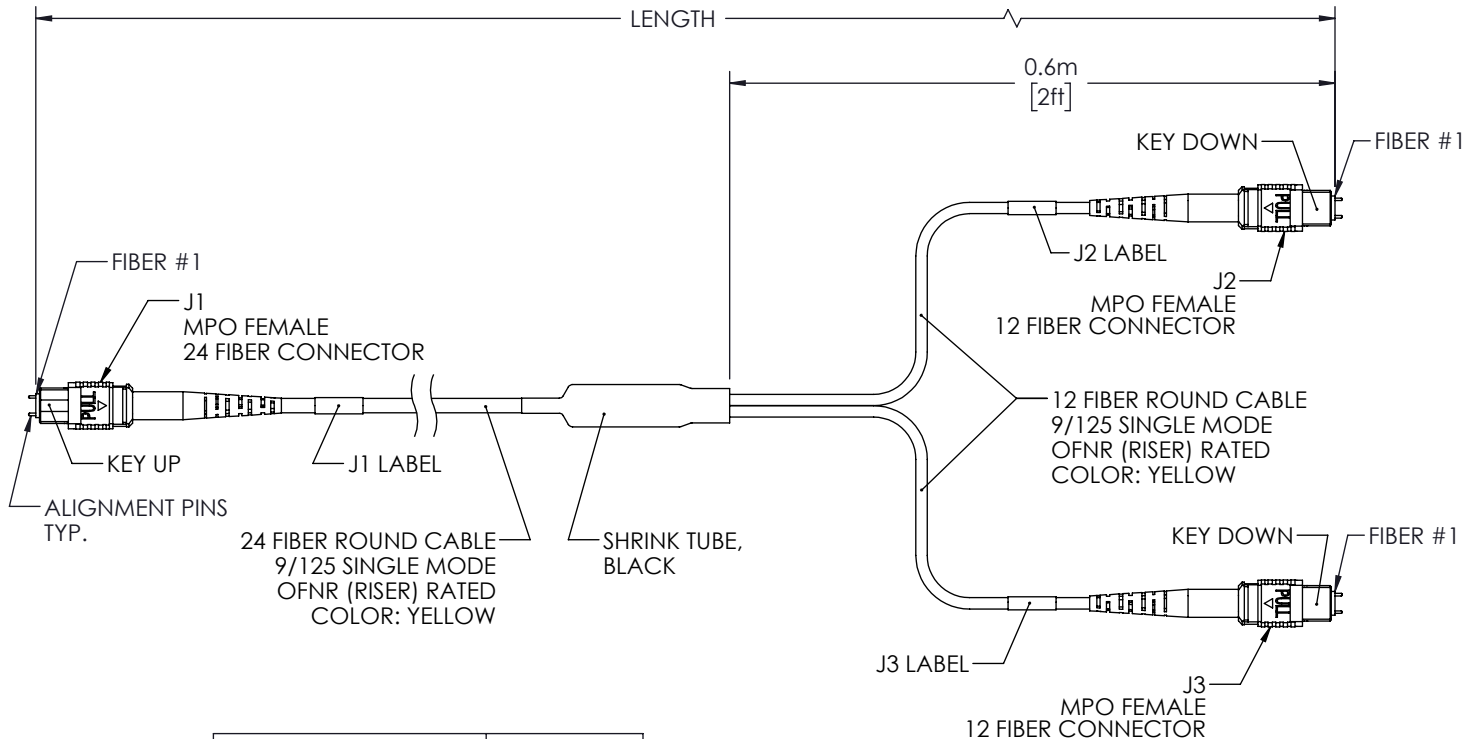 LENGTH
0.6m
[2ft]
KEY DOWN
FIBER #1
PULL
J2 LABEL
J2
MPO FEMALE
12 FIBER CONNECTOR
FIBER #1
J1
MPO FEMALE
24 FIBER CONNECTOR
PULL
KEY UP
J1 LABEL
ALIGNMENT PINS
TYP.
24 FIBER ROUND CABLE
9/125 SINGLE MODE
OFNR (RISER) RATED
COLOR: YELLOW
SHRINK TUBE,
BLACK
12 FIBER ROUND CABLE
9/125 SINGLE MODE
OFNR (RISER) RATED
COLOR: YELLOW
KEY DOWN
FIBER #1
PULL
J3 LABEL
J3
MPO FEMALE
12 FIBER CONNECTOR